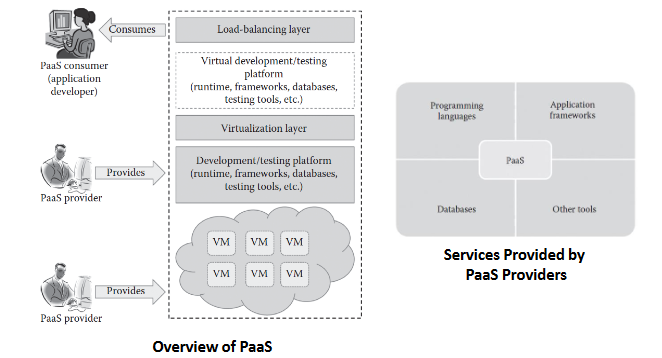 Consumes
PaaS consumer
(application
developer)
Load-balancing layer
Virtual development/testing
platform
(runtime, frameworks, databases,
testing tools, etc.)
Virtualization layer
PaaS provider
Provides
Development/testing platform
(runtime, frameworks, databases,
testing tools, etc.)
VM VM VM
VM VM VM
PaaS provider
Provides
Overview of PaaS
Programming
languages
Application
frameworks
PaaS
Databases
Other tools
Services Provided by
PaaS Providers